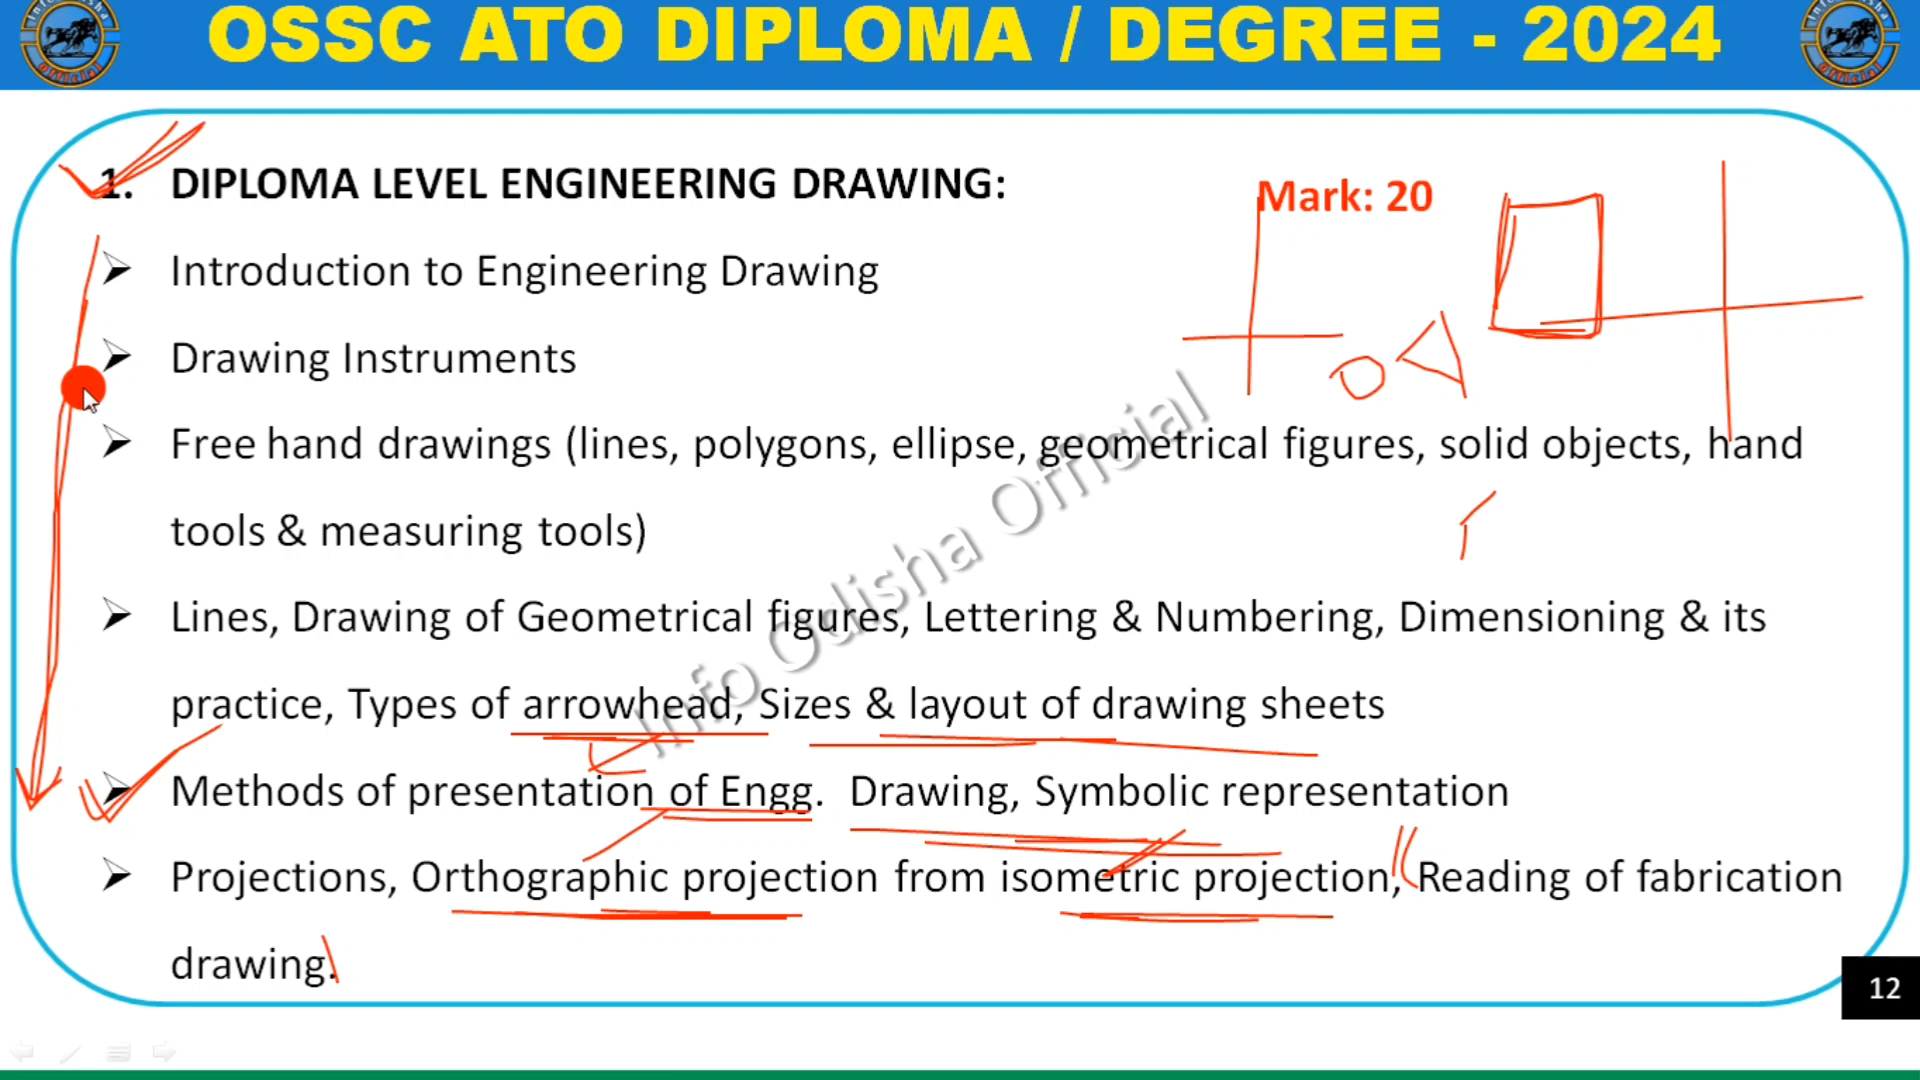 OSSC ATO DIPLOMA / DEGREE - 2024
1. DIPLOMA LEVEL ENGINEERING DRAWING:
Mark: 20
➢ Introduction to Engineering Drawing
➢ Drawing Instruments
➢ Free hand drawings (lines, polygons, ellipse, geometrical figures, solid objects, hand
tools & measuring tools)
➢ Lines, Drawing of Geometrical figures, Lettering & Numbering, Dimensioning & its
practice, Types of arrowhead, Sizes & layout of drawing sheets
➢ Methods of presentation of Engg. Drawing, Symbolic representation
➢ Projections, Orthographic projection from isometric projection, Reading of fabrication
drawing.
Info Odisha Official
12